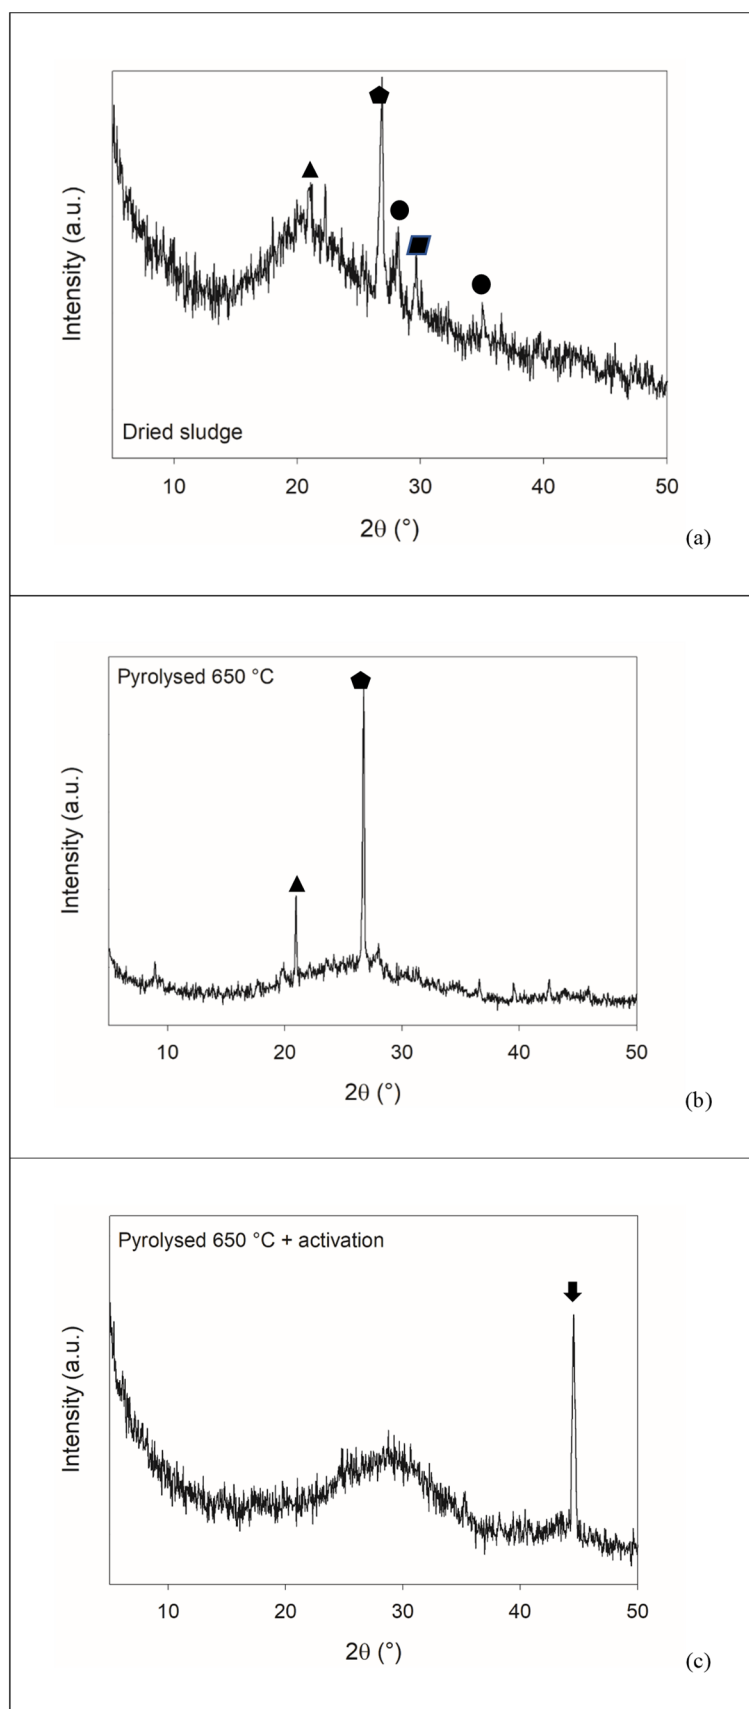 Intensity (a.u.)
Dried sludge
10 20 30 40 50
2θ (°)
(a)
Pyrolysed 650 °C
Intensity (a.u.)
10 20 30 40 50
2θ (°)
(b)
Pyrolysed 650 °C + activation
Intensity (a.u.)
10 20 30 40 50
2θ (°)
(c)